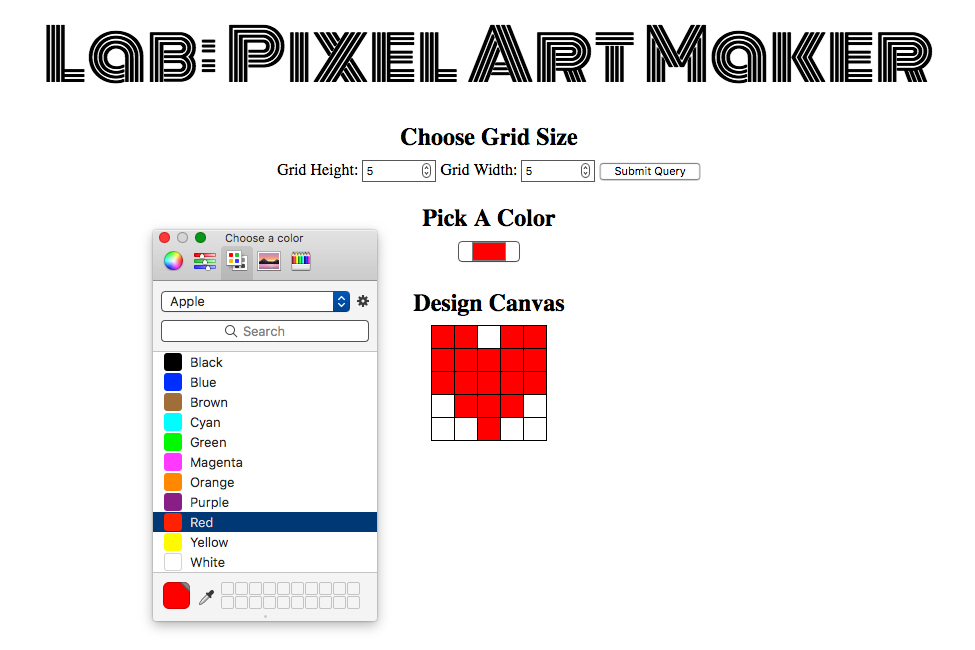 Lab: Pixel Art Maker
Choose Grid Size
Grid Height: 5 Grid Width: 5 Submit Query
Pick A Color
Choose a color
Apple
Search
Black
Blue
Brown
Cyan
Green
Magenta
Orange
Purple
Red
Yellow
White
Design Canvas